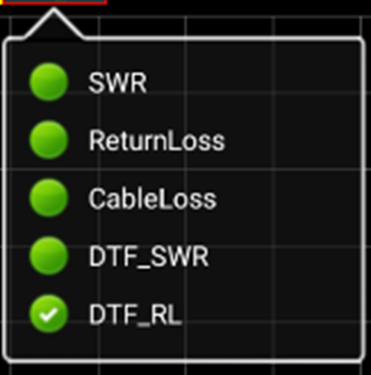 SWR
ReturnLoss
CableLoss
DTF_SWR
DTF_RL